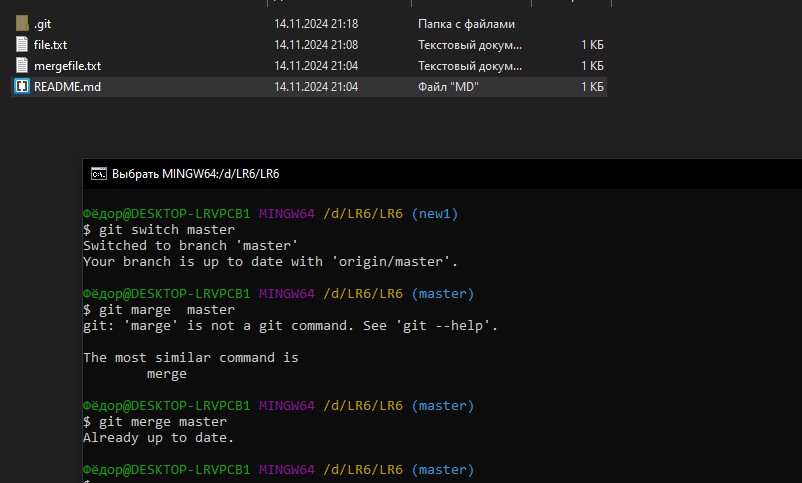 .git 14.11.2024 21:18 Папка с файлами
file.txt 14.11.2024 21:08 Текстовый докум... 1 КБ
mergefile.txt 14.11.2024 21:04 Текстовый докум... 1 КБ
README.md 14.11.2024 21:04 Файл "MD" 1 КБ
Выбрать MINGW64:/d/LR6/LR6
Фёдор@DESKTOP-LRVPCB1 MINGW64 /d/LR6/LR6 (new1)
$ git switch master
Switched to branch 'master'
Your branch is up to date with 'origin/master'.
Фёдор@DESKTOP-LRVPCB1 MINGW64 /d/LR6/LR6 (master)
$ git marge  master
git: 'marge' is not a git command. See 'git --help'.
The most similar command is
merge
Фёдор@DESKTOP-LRVPCB1 MINGW64 /d/LR6/LR6 (master)
$ git merge master
Already up to date.
Фёдор@DESKTOP-LRVPCB1 MINGW64 /d/LR6/LR6 (master)
$